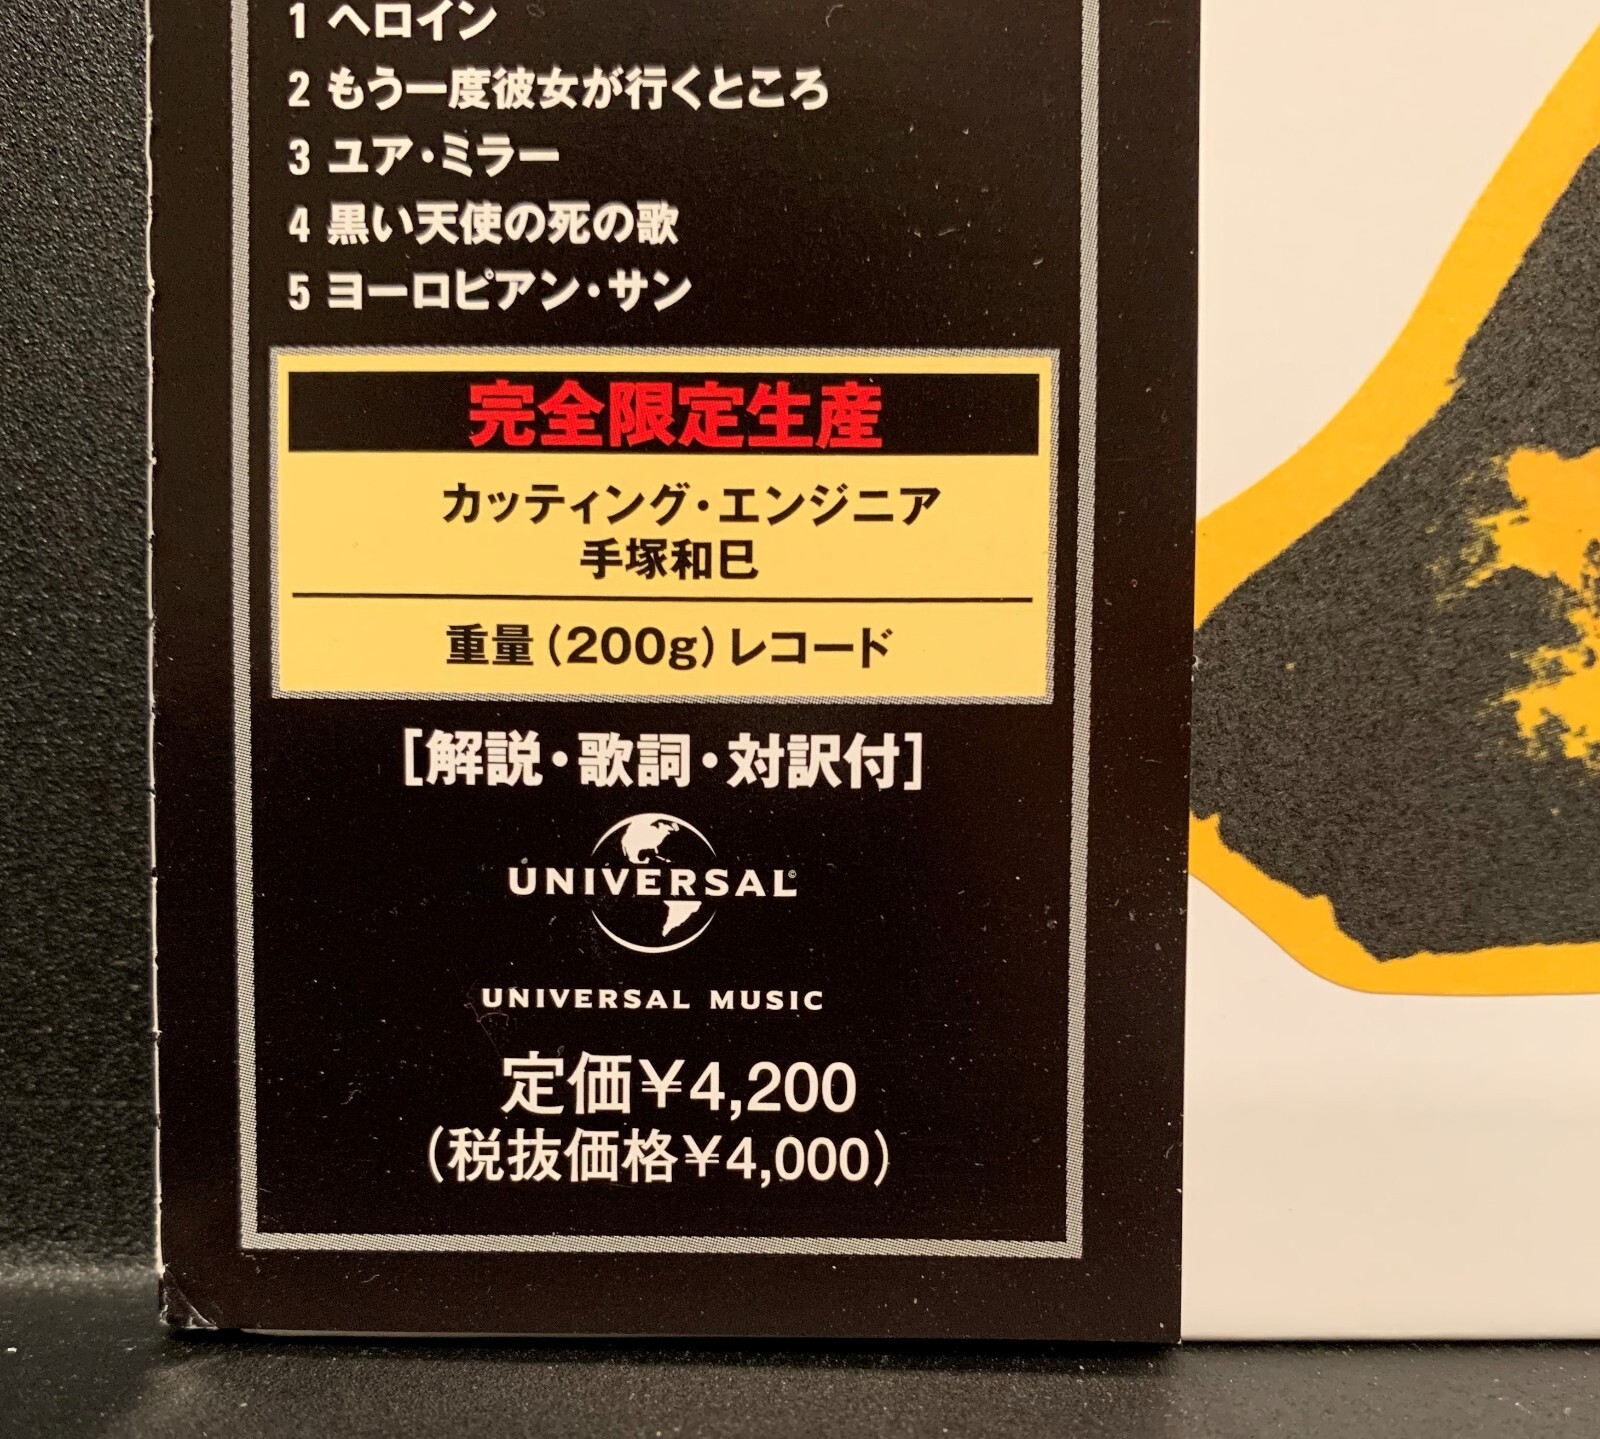 1 ヘロイン
2 もう一度彼女が行くところ
3 ユア・ミラー
4 黒い天使の死の歌
5 ヨーロピアン・サン
完全限定生産
カッティング・エンジニア
手塚和巳
重量(200g)レコード
[解説・歌詞・対訳付]
UNIVERSAL©
UNIVERSAL MUSIC
定価¥4,200
(税抜価格¥4,000)